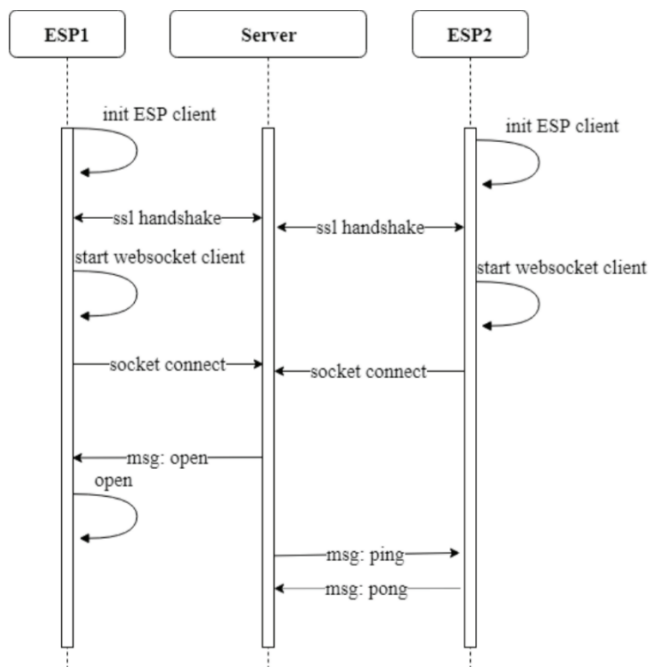 ESP1
Server
ESP2
init ESP client
init ESP client
ssl handshake
ssl handshake
start websocket client
start websocket client
socket connect
socket connect
msg: open
open
msg: ping
msg: pong